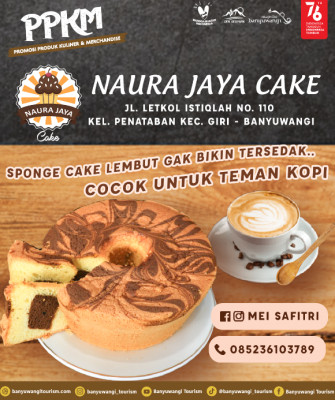 PPKM
PROMOSI PRODUK KULINER & MERCHANDISE
banyuwangi
76
NAURA JAYA
Cake
NAURA JAYA CAKE
JL. LETKOL ISTIQLAH NO. 110
KEL. PENATABAN KEC. GIRI - BANYUWANGI
SPONGE CAKE LEMBUT GAK BIKIN TERSEDAK..
COCOK UNTUK TEMAN KOPI
MEI SAFITRI
085236103789
banyuwangitourism.com
banyuwangi_tourism
Banyuwangi Tourism
banyuwangi_tourism
Banyuwangi Tourism